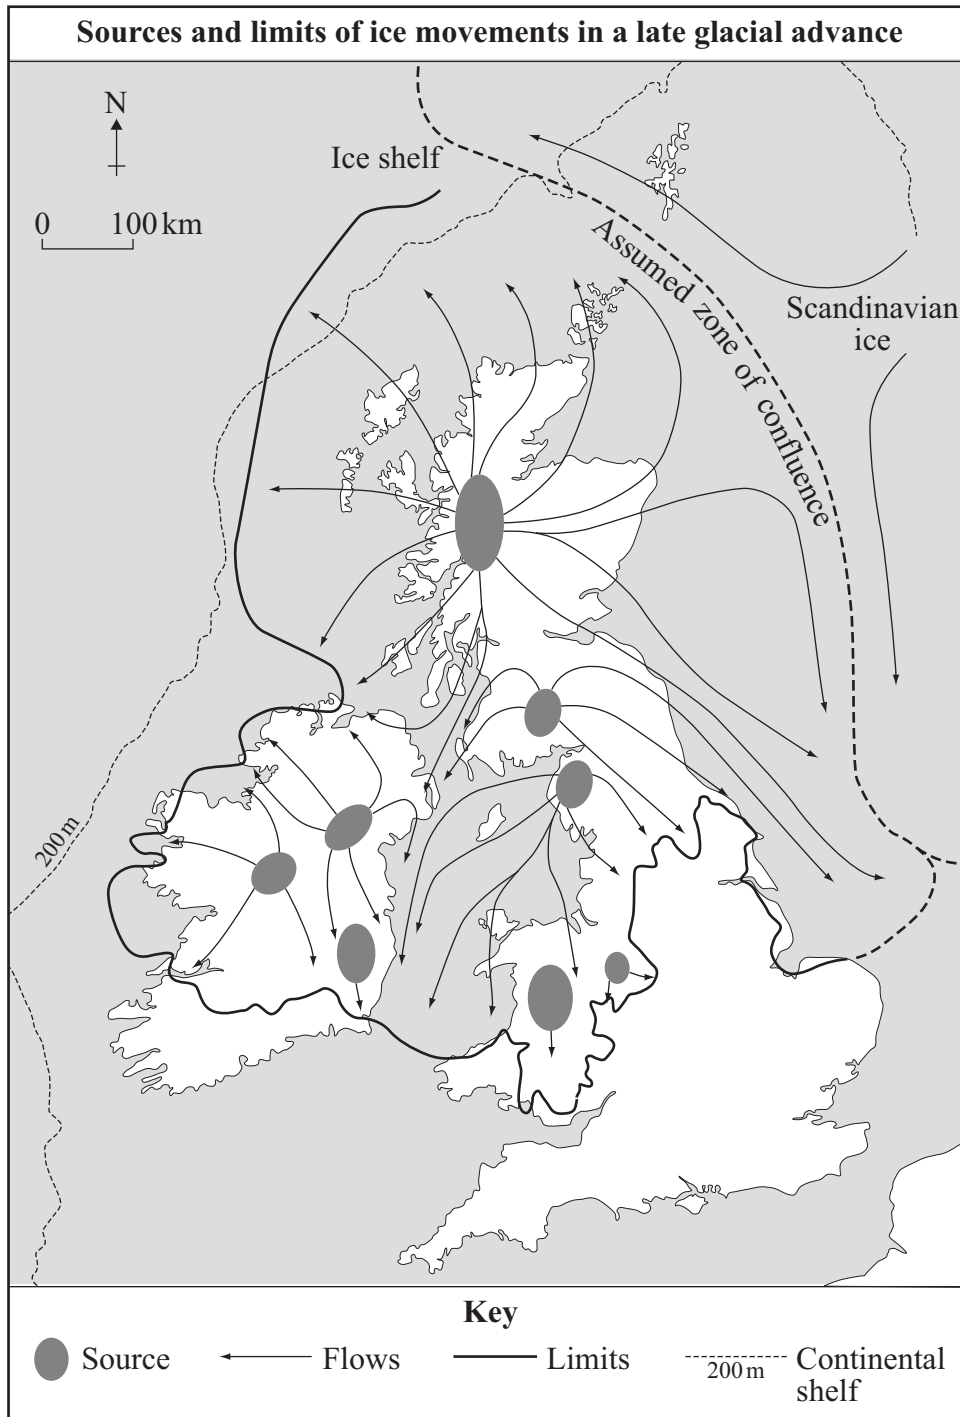 Sources and limits of ice movements in a late glacial advance
N
Ice shelf
0 100 km
Assumed zone of confluence
Scandinavian
ice
200 m
Key
Source
Flows
Limits
200 m
Continental
shelf